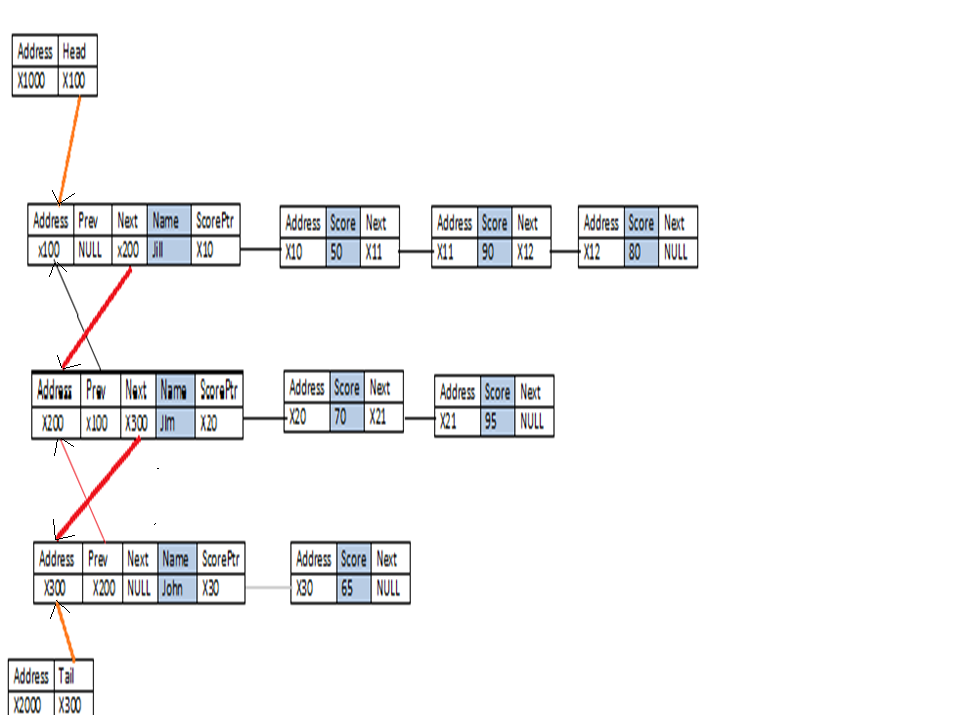 Address Head
X1000 X100
Address Prev Next Name ScorePtr
x100 NULL x200 Jill X10
Address Score Next
X10 50 X11
Address Score Next
X11 90 X12
Address Score Next
X12 80 NULL
Address Prev Next Name ScorePtr
X200 x100 X300 Jim X20
Address Score Next
X20 70 X21
Address Score Next
X21 95 NULL
Address Prev Next Name ScorePtr
X300 X200 NULL John X30
Address Score Next
X30 65 NULL
Address Tail
X2000 X300